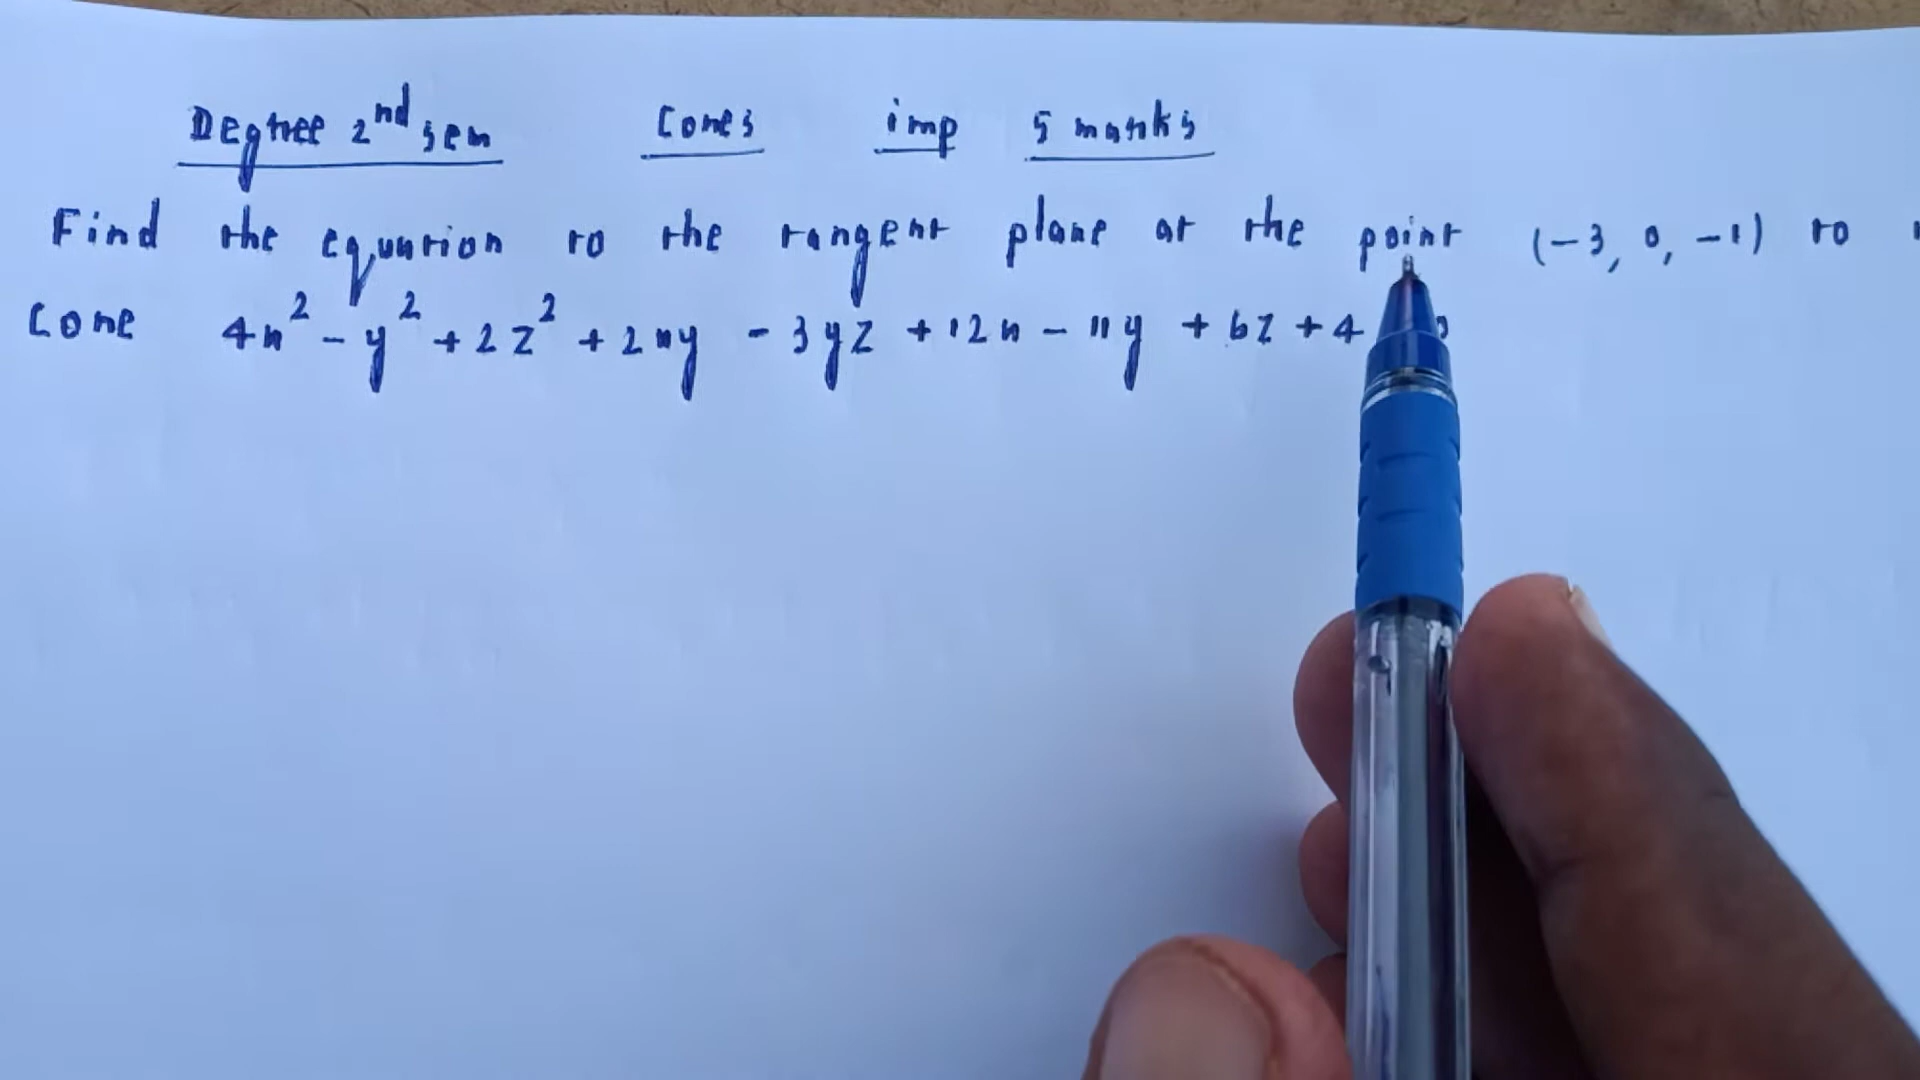 Degree 2nd sem Cones imp 5 marks
Find the equation to the tangent plane at the point (-3, 0, -1) to
Cone 4x² - y² + 2z² + 2xy - 3yz + 12x - 11y + 6z + 4